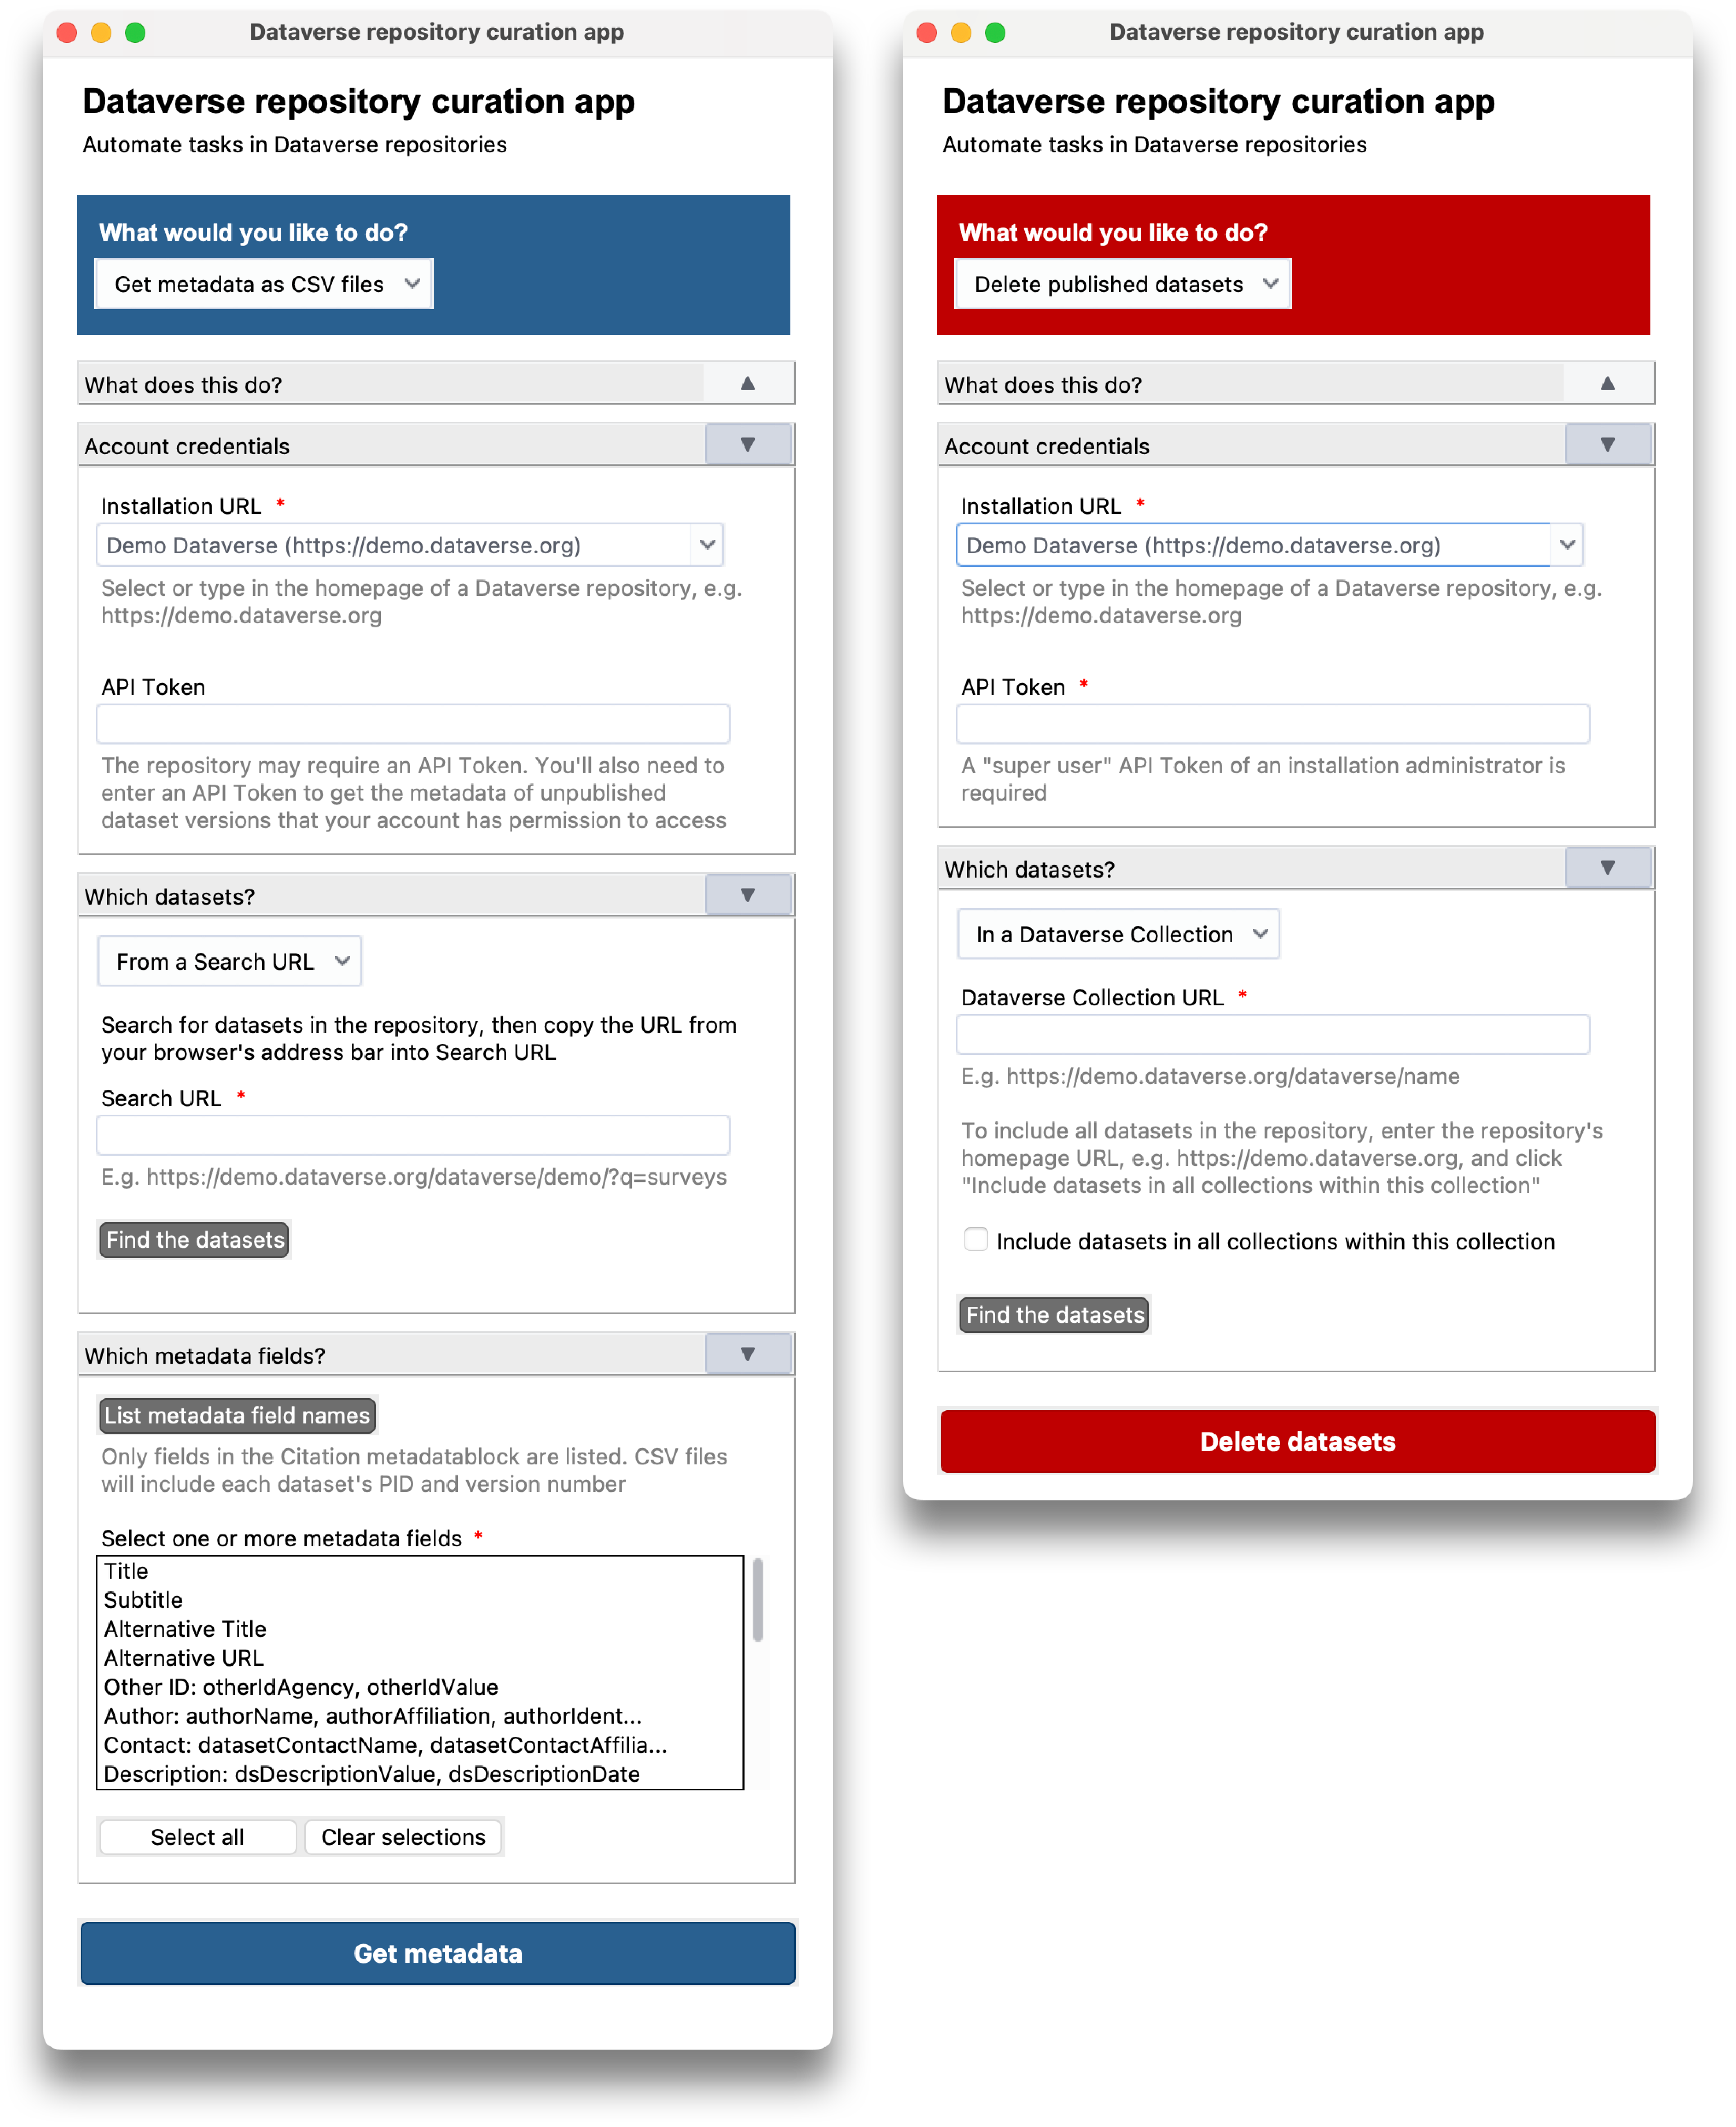 Dataverse repository curation app
Dataverse repository curation app
Automate tasks in Dataverse repositories
What would you like to do?
Get metadata as CSV files
What does this do?
Account credentials
Installation URL *
Demo Dataverse (https://demo.dataverse.org)
Select or type in the homepage of a Dataverse repository, e.g.
https://demo.dataverse.org
API Token
The repository may require an API Token. You'll also need to
enter an API Token to get the metadata of unpublished
dataset versions that your account has permission to access
Which datasets?
From a Search URL
Search for datasets in the repository, then copy the URL from
your browser's address bar into Search URL
Search URL *
E.g. https://demo.dataverse.org/dataverse/demo/?q=surveys
Find the datasets
Which metadata fields?
List metadata field names
Only fields in the Citation metadatablock are listed. CSV files
will include each dataset's PID and version number
Select one or more metadata fields *
Title
Subtitle
Alternative Title
Alternative URL
Other ID: otherIdAgency, otherIdValue
Author: authorName, authorAffiliation, authorIdent...
Contact: datasetContactName, datasetContactAffilia...
Description: dsDescriptionValue, dsDescriptionDate
Select all
Clear selections
Get metadata
Dataverse repository curation app
Dataverse repository curation app
Automate tasks in Dataverse repositories
What would you like to do?
Delete published datasets
What does this do?
Account credentials
Installation URL *
Demo Dataverse (https://demo.dataverse.org)
Select or type in the homepage of a Dataverse repository, e.g.
https://demo.dataverse.org
API Token *
A "super user" API Token of an installation administrator is
required
Which datasets?
In a Dataverse Collection
Dataverse Collection URL *
E.g. https://demo.dataverse.org/dataverse/name
To include all datasets in the repository, enter the repository's
homepage URL, e.g. https://demo.dataverse.org, and click
"Include datasets in all collections within this collection"
Include datasets in all collections within this collection
Find the datasets
Delete datasets